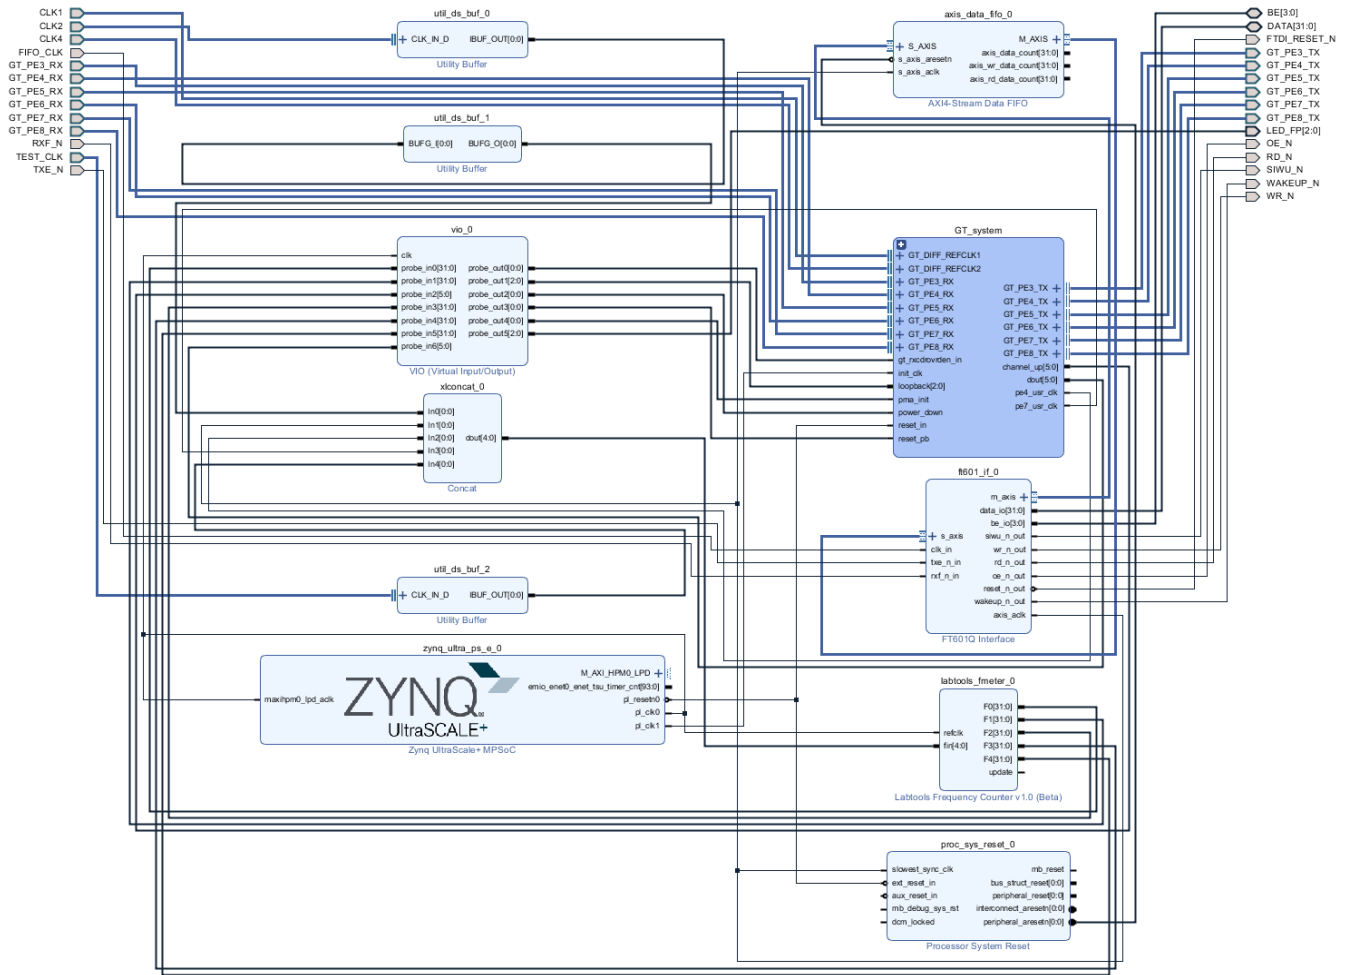 CLK1
CLK2
CLK4
FIFO_CLK
GT_PE3_RX
GT_PE4_RX
GT_PE5_RX
GT_PE6_RX
GT_PE7_RX
GT_PE8_RX
RXF_N
TEST_CLK
TXE_N
util_ds_buf_0
CLK_IN_D IBUF_OUT[0:0]
Utility Buffer
util_ds_buf_1
BUFG_I[0:0] BUFG_O[0:0]
Utility Buffer
vio_0
clk
probe_in0[31:0] probe_out0[0:0]
probe_in1[31:0] probe_out1[2:0]
probe_in2[5:0] probe_out2[0:0]
probe_in3[31:0] probe_out3[0:0]
probe_in4[31:0] probe_out4[0:0]
probe_in5[31:0] probe_out5[2:0]
probe_in6[5:0]
VIO (Virtual Input/Output)
xlconcat_0
In0[0:0]
In1[0:0]
In2[0:0] dout[4:0]
In3[0:0]
In4[0:0]
Concat
util_ds_buf_2
CLK_IN_D IBUF_OUT[0:0]
Utility Buffer
zynq_ultra_ps_e_0
M_AXI_HPM0_LPD
emio_enet0_enet_tsu_timer_cnt[93:0]
maxihpm0_lpd_aclk pl_resetn0
pl_clk0
pl_clk1
ZYNQ
UltraSCALE+
Zynq UltraScale+ MPSoC
axis_data_fifo_0
S_AXIS M_AXIS
s_axis_aresetn axis_data_count[31:0]
s_axis_aclk axis_wr_data_count[31:0]
axis_rd_data_count[31:0]
AXI4-Stream Data FIFO
GT_system
GT_DIFF_REFCLK1
GT_DIFF_REFCLK2
GT_PE3_RX
GT_PE4_RX
GT_PE5_RX
GT_PE6_RX
GT_PE7_RX
GT_PE8_RX
gt_rxcdrovrden_in
init_clk
loopback[2:0]
pma_init
power_down
reset_in
reset_pb
GT_PE3_TX
GT_PE4_TX
GT_PE5_TX
GT_PE6_TX
GT_PE7_TX
GT_PE8_TX
channel_up[5:0]
dout[5:0]
pe4_usr_clk
pe7_usr_clk
ft601_if_0
s_axis
clk_in
txe_n_in
rxf_n_in
m_axis
data_io[31:0]
be_io[3:0]
siwu_n_out
wr_n_out
rd_n_out
oe_n_out
reset_n_out
wakeup_n_out
axis_aclk
FT601Q Interface
labtools_fmeter_0
refclk
fin[4:0]
F0[31:0]
F1[31:0]
F2[31:0]
F3[31:0]
F4[31:0]
update
Labtools Frequency Counter v1.0 (Beta)
proc_sys_reset_0
slowest_sync_clk mb_reset
ext_reset_in bus_struct_reset[0:0]
aux_reset_in peripheral_reset[0:0]
mb_debug_sys_rst interconnect_aresetn[0:0]
dcm_locked peripheral_aresetn[0:0]
Processor System Reset
BE[3:0]
DATA[31:0]
FTDI_RESET_N
GT_PE3_TX
GT_PE4_TX
GT_PE5_TX
GT_PE6_TX
GT_PE7_TX
GT_PE8_TX
LED_FP[2:0]
OE_N
RD_N
SIWU_N
WAKEUP_N
WR_N